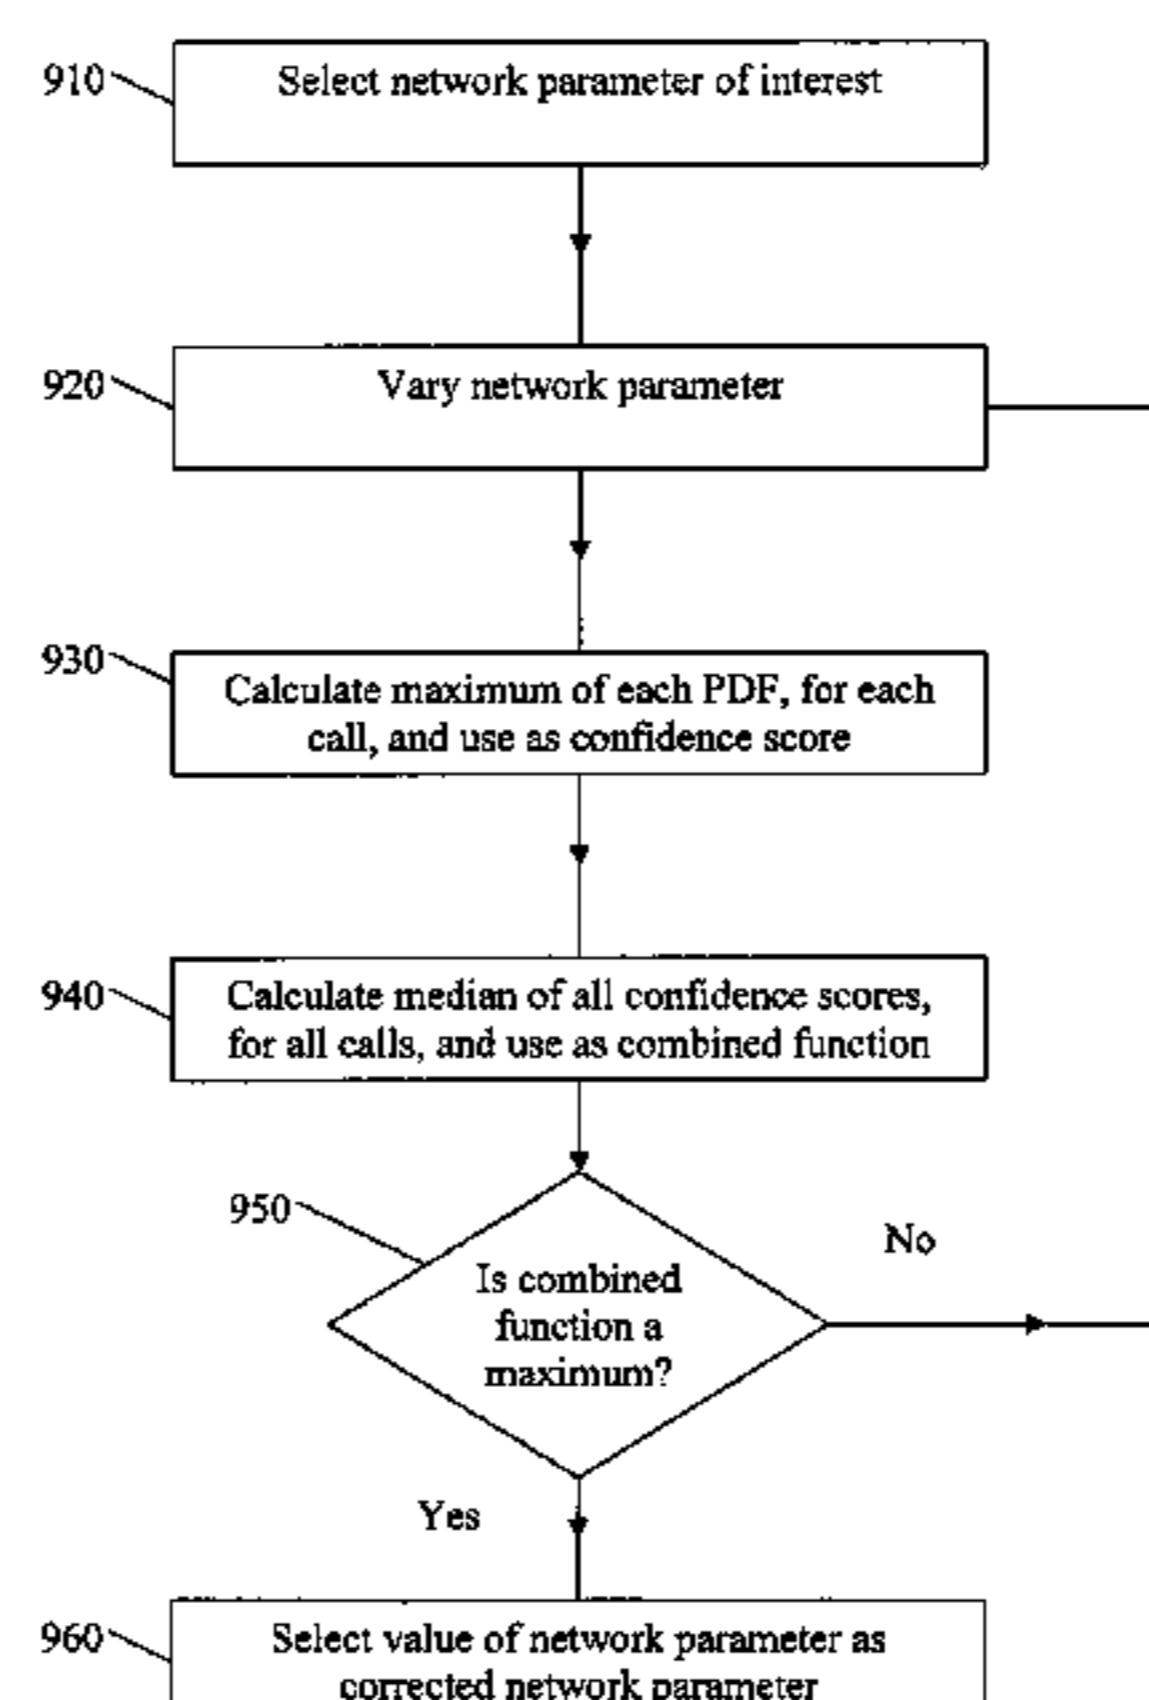 910
Select network parameter of interest
920
Vary network parameter
930
Calculate maximum of each PDF, for each
call, and use as confidence score
940
Calculate median of all confidence scores,
for all calls, and use as combined function
950
No
Is combined
function a
maximum?
Yes
960
Select value of network parameter as
corrected network parameter